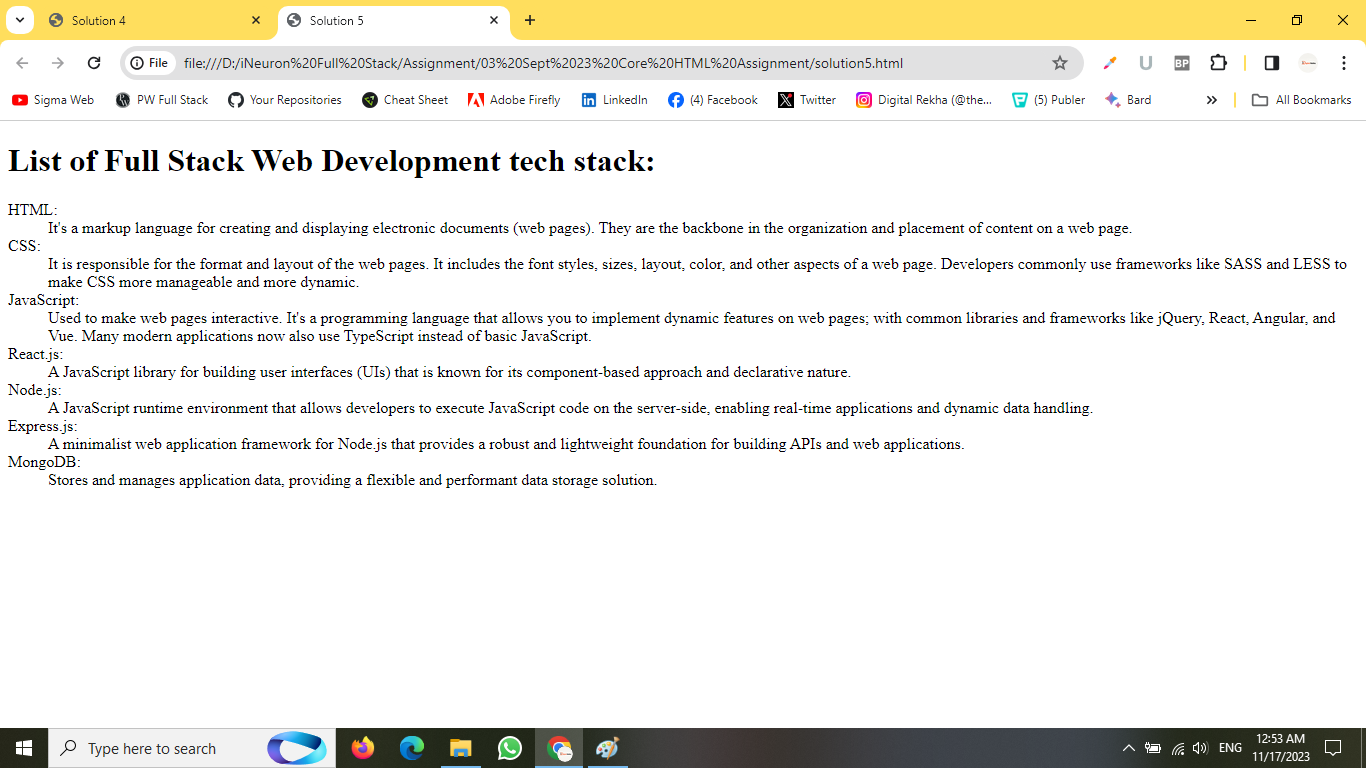 Solution 4
Solution 5
File file:///D:/iNeuron%20Full%20Stack/Assignment/03%20Sept%2023%20Core%20HTML%20Assignment/solution5.html
U BP
Sigma Web PW Full Stack Your Repositories Cheat Sheet Adobe Firefly LinkedIn (4) Facebook Twitter Digital Rekha (@the... (5) Publer Bard » All Bookmarks
List of Full Stack Web Development tech stack:
HTML:
It's a markup language for creating and displaying electronic documents (web pages). They are the backbone in the organization and placement of content on a web page.
CSS:
It is responsible for the format and layout of the web pages. It includes the font styles, sizes, layout, color, and other aspects of a web page. Developers commonly use frameworks like SASS and LESS to
make CSS more manageable and more dynamic.
JavaScript:
Used to make web pages interactive. It's a programming language that allows you to implement dynamic features on web pages; with common libraries and frameworks like jQuery, React, Angular, and
Vue. Many modern applications now also use TypeScript instead of basic JavaScript.
React.js:
A JavaScript library for building user interfaces (UIs) that is known for its component-based approach and declarative nature.
Node.js:
A JavaScript runtime environment that allows developers to execute JavaScript code on the server-side, enabling real-time applications and dynamic data handling.
Express.js:
A minimalist web application framework for Node.js that provides a robust and lightweight foundation for building APIs and web applications.
MongoDB:
Stores and manages application data, providing a flexible and performant data storage solution.
Type here to search
ENG
12:53 AM
11/17/2023